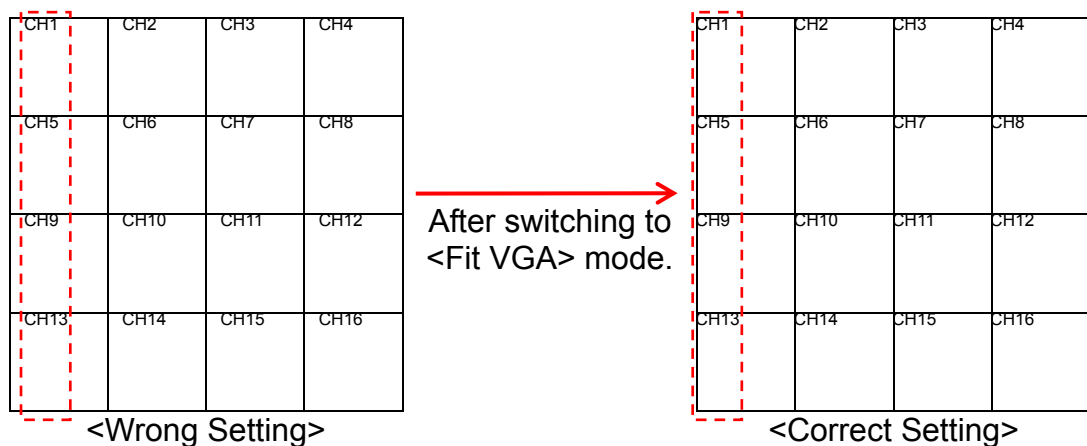 CH1 CH2 CH3 CH4
CH5 CH6 CH7 CH8
CH9 CH10 CH11 CH12
CH13 CH14 CH15 CH16
<Wrong Setting>
After switching to
<Fit VGA> mode.
CH1 CH2 CH3 CH4
CH5 CH6 CH7 CH8
CH9 CH10 CH11 CH12
CH13 CH14 CH15 CH16
<Correct Setting>